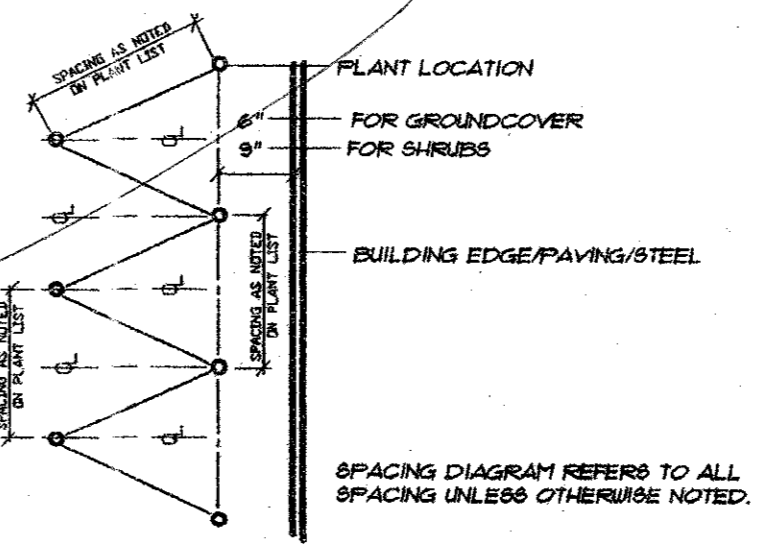 SPACING AS NOTED
ON PLANT LIST
PLANT LOCATION
6" FOR GROUNDCOVER
9" FOR SHRUBS
BUILDING EDGE/PAVING/STEEL
SPACING AS NOTED
ON PLANT LIST
SPACING AS NOTED
ON PLANT LIST
SPACING DIAGRAM REFERS TO ALL
SPACING UNLESS OTHERWISE NOTED.